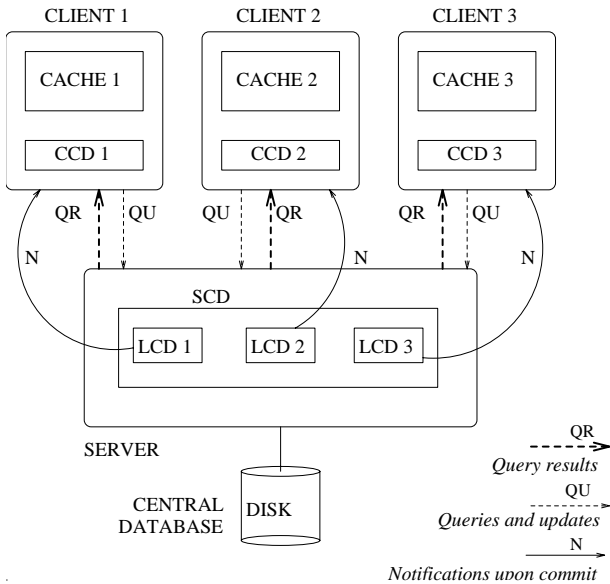 CLIENT 1 CLIENT 2 CLIENT 3
CACHE 1 CACHE 2 CACHE 3
CCD 1 CCD 2 CCD 3
QR QU QU QR QR QU
N N N
SCD
LCD 1 LCD 2 LCD 3
SERVER
CENTRAL
DATABASE
DISK
QR
Query results
QU
Queries and updates
N
Notifications upon commit